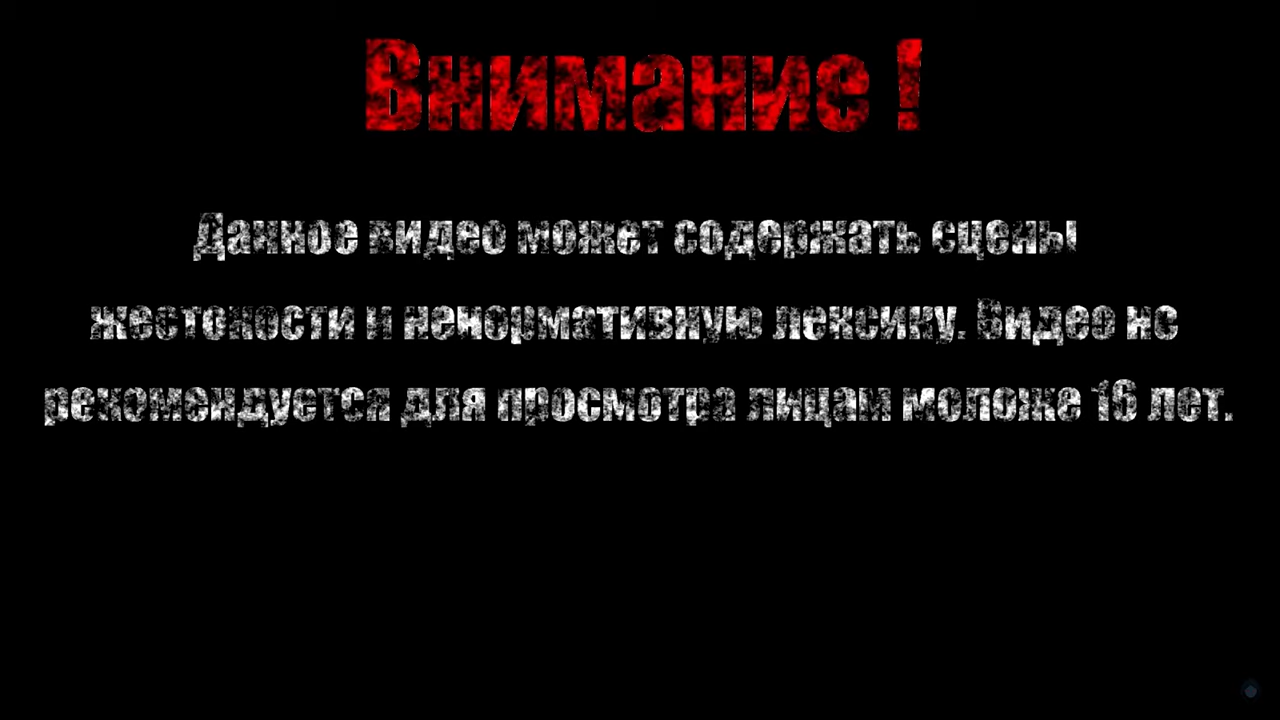 Внимание !
Данное видео может содержать сцены
жестокости и ненормативную лексику. Видео не
рекомендуется для просмотра лицам моложе 16 лет.